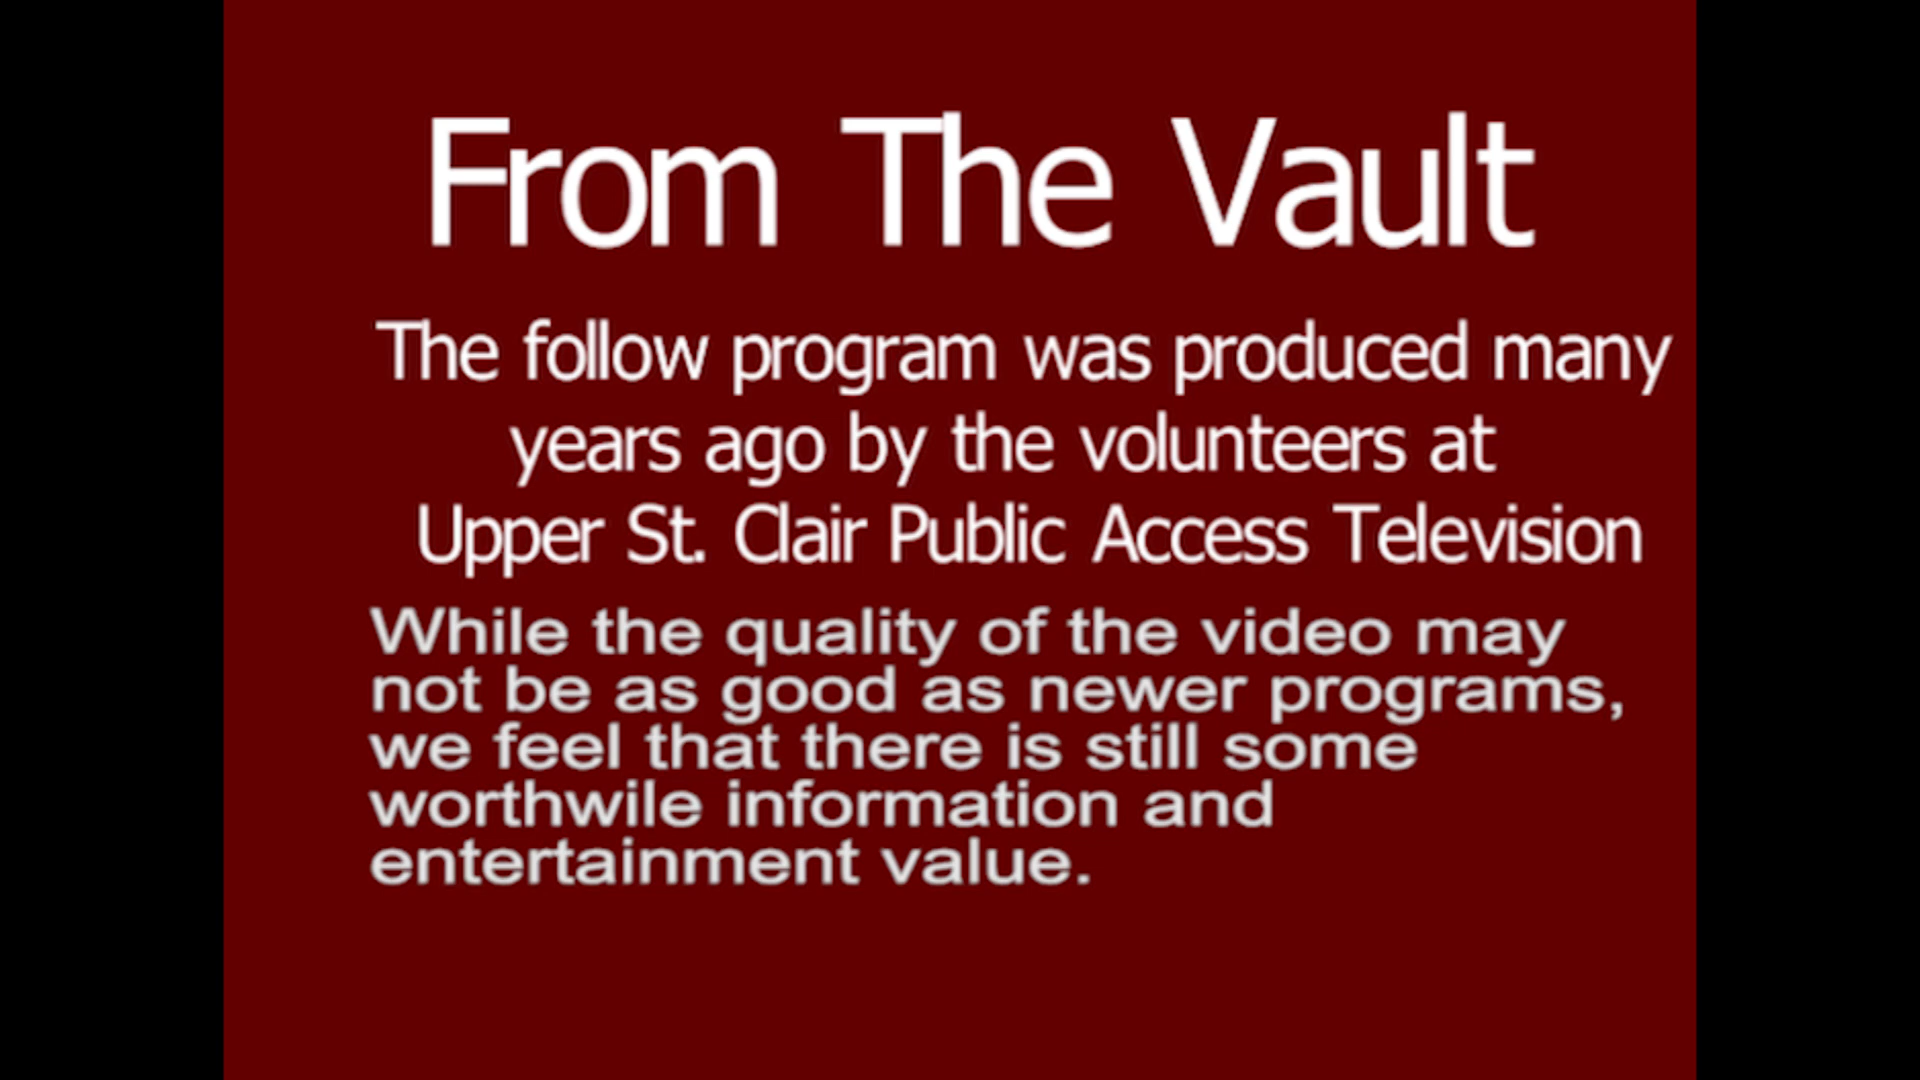 From The Vault
The follow program was produced many
years ago by the volunteers at
Upper St. Clair Public Access Television
While the quality of the video may
not be as good as newer programs,
we feel that there is still some
worthwile information and
entertainment value.